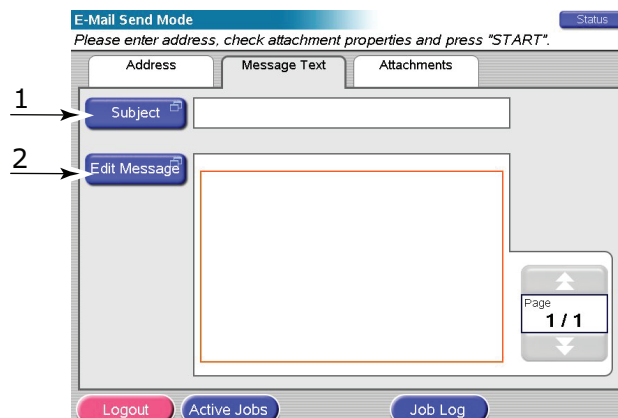 E-Mail Send Mode
Status
Please enter address, check attachment properties and press "START".
Address
Message Text
Attachments
1
Subject
2
Edit Message
Page
1 / 1
Logout
Active Jobs
Job Log